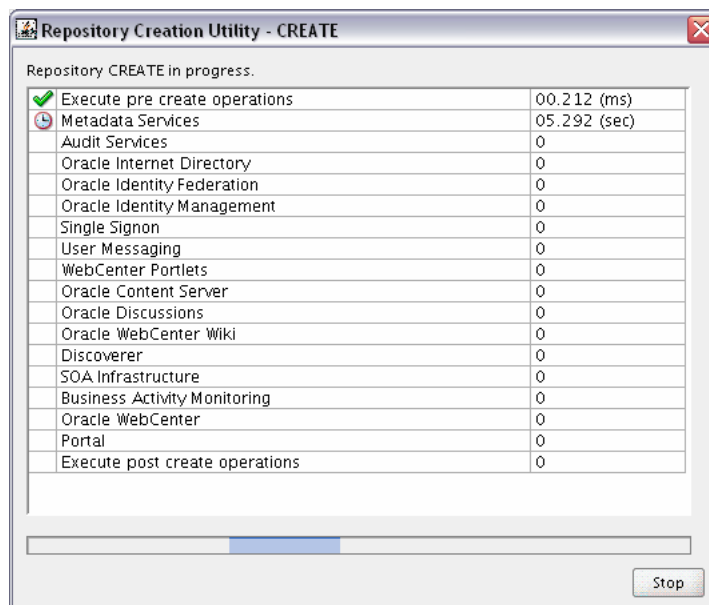 Repository Creation Utility - CREATE
Repository CREATE in progress.
Execute pre create operations 00.212 (ms)
Metadata Services 05.292 (sec)
Audit Services 0
Oracle Internet Directory 0
Oracle Identity Federation 0
Oracle Identity Management 0
Single Signon 0
User Messaging 0
WebCenter Portlets 0
Oracle Content Server 0
Oracle Discussions 0
Oracle WebCenter Wiki 0
Discoverer 0
SOA Infrastructure 0
Business Activity Monitoring 0
Oracle WebCenter 0
Portal 0
Execute post create operations 0
Stop